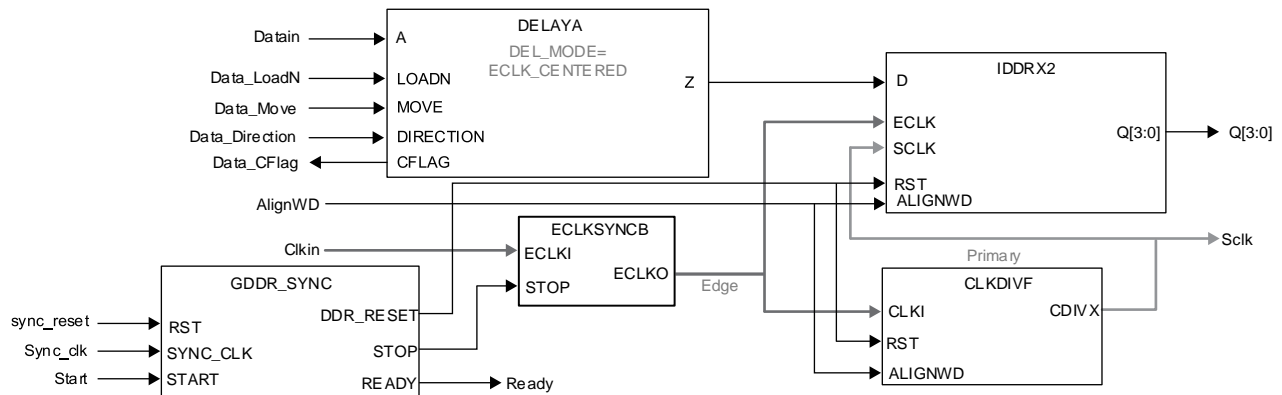 DELAYA
DEL_MODE=
ECLK_CENTERED
Datain
A
Data_LoadN
LOADN
Data_Move
MOVE
Data_Direction
DIRECTION
Data_CFlag
CFLAG
Z
IDDRX2
D
ECLK
SCLK
RST
ALIGNWD
Q[3:0]
Q[3:0]
AlignWD
Clkin
ECLKSYNCB
ECLKI
STOP
ECLKO
Edge
Primary
Sclk
GDDR_SYNC
sync_reset
RST
Sync_clk
SYNC_CLK
Start
START
DDR_RESET
STOP
READY
Ready
CLKDIVF
CLKI
RST
ALIGNWD
CDIVX